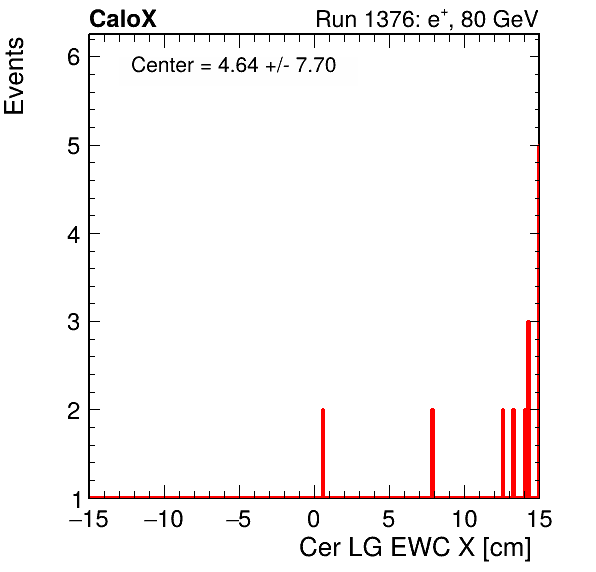 CaloX Run 1376: e⁺, 80 GeV
Center = 4.64 +/- 7.70
Events
6
5
4
3
2
1
−15 −10 −5 0 5 10 15
Cer LG EWC X [cm]